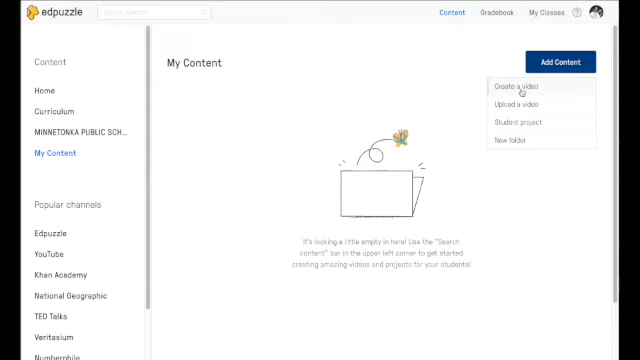 edpuzzle
Search content
Content
Gradebook
My Classes
?
Content
Home
Curriculum
MINNETONKA PUBLIC SCH...
My Content
Popular channels
Edpuzzle
YouTube
Khan Academy
National Geographic
TED Talks
Veritasium
Numberphile
My Content
Add Content
Create a video
Upload a video
Student project
New folder
It's looking a little empty in here! Use the "Search
content" bar in the upper left corner to get started
creating amazing videos and projects for your students!